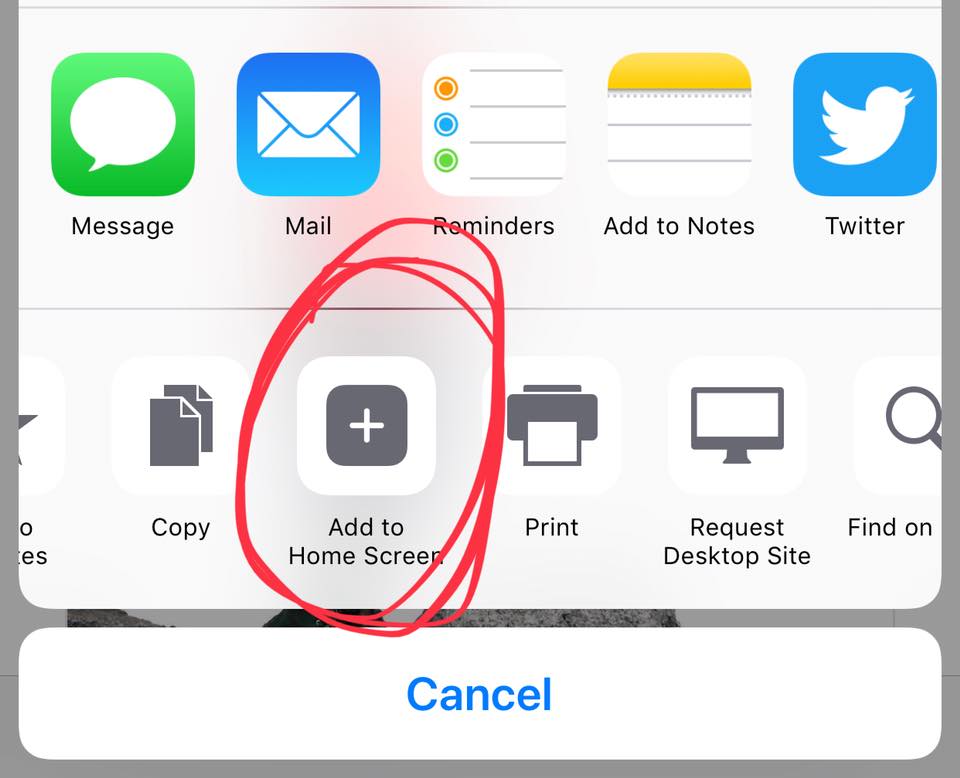 Message
Mail
Reminders
Add to Notes
Twitter
Copy
Add to
Home Screen
Print
Request
Desktop Site
Find on
Cancel